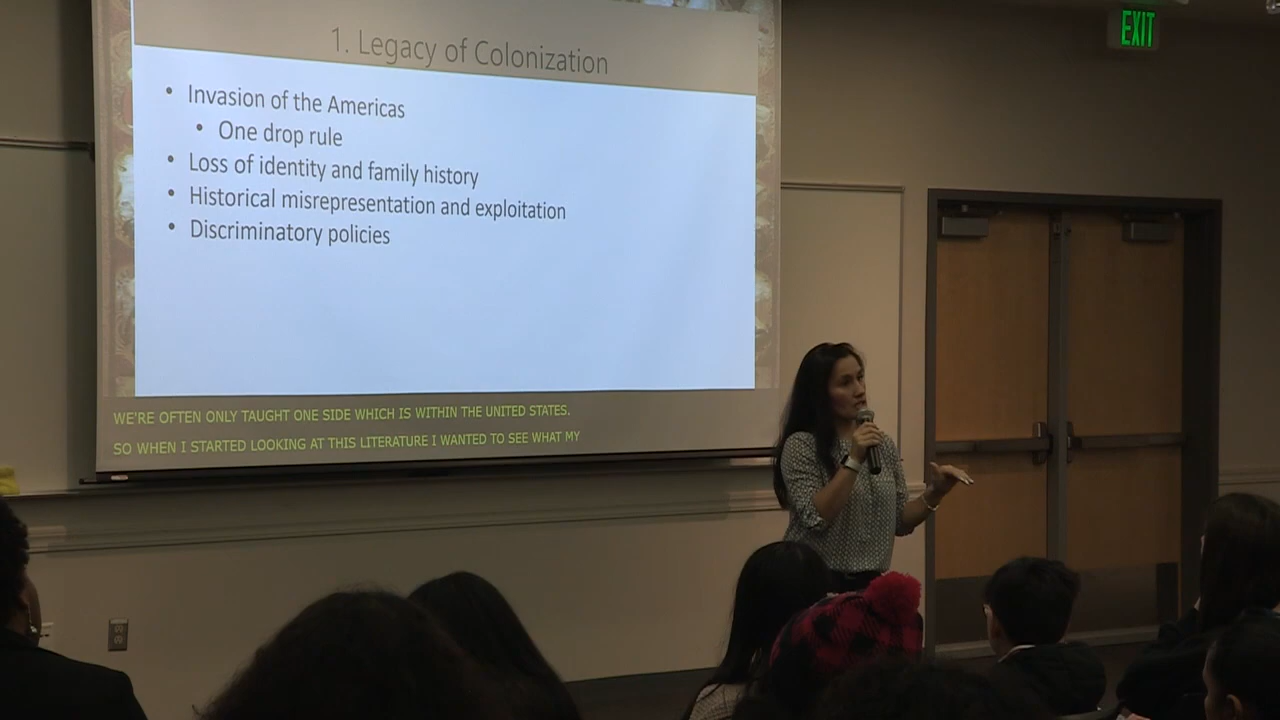 EXIT
1. Legacy of Colonization
• Invasion of the Americas
• One drop rule
• Loss of identity and family history
• Historical misrepresentation and exploitation
• Discriminatory policies
WE'RE OFTEN ONLY TAUGHT ONE SIDE WHICH IS WITHIN THE UNITED STATES.
SO WHEN I STARTED LOOKING AT THIS LITERATURE I WANTED TO SEE WHAT MY